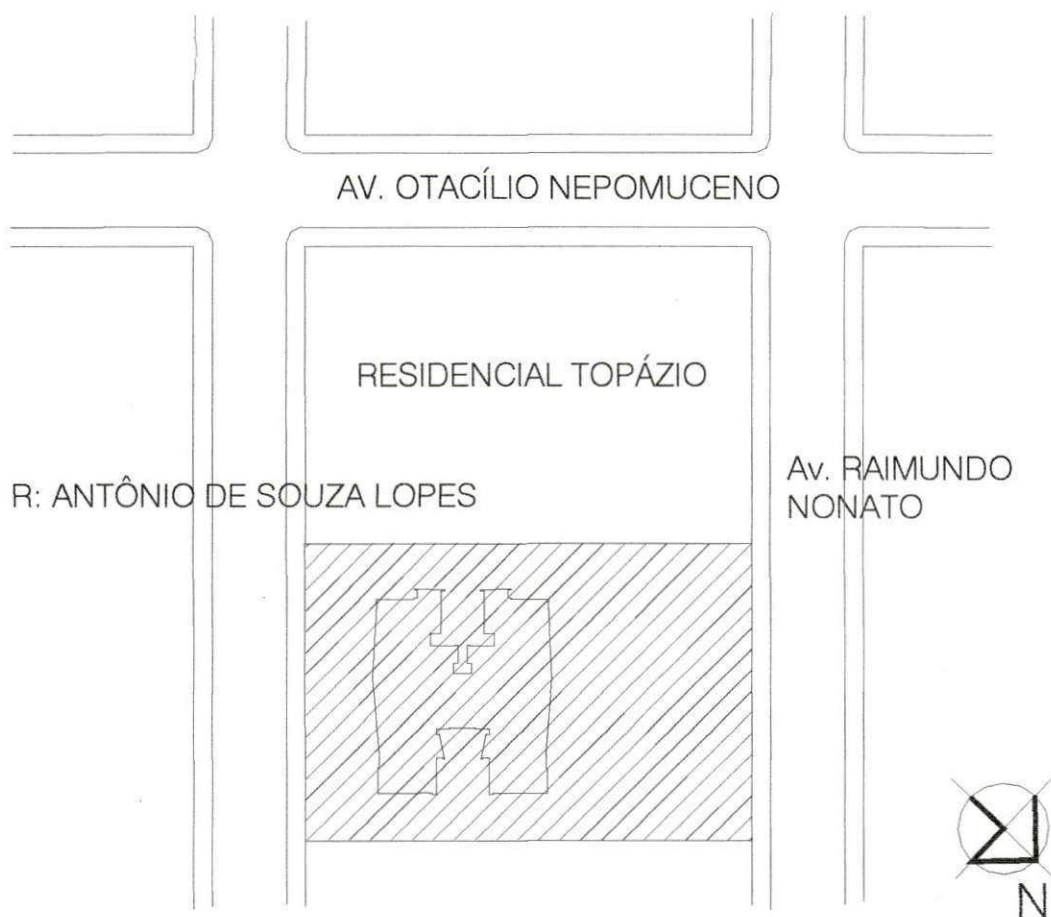 AV. OTACÍLIO NEPOMUCENO
RESIDENCIAL TOPÁZIO
R: ANTÔNIO DE SOUZA LOPES
Av. RAIMUNDO
NONATO
N